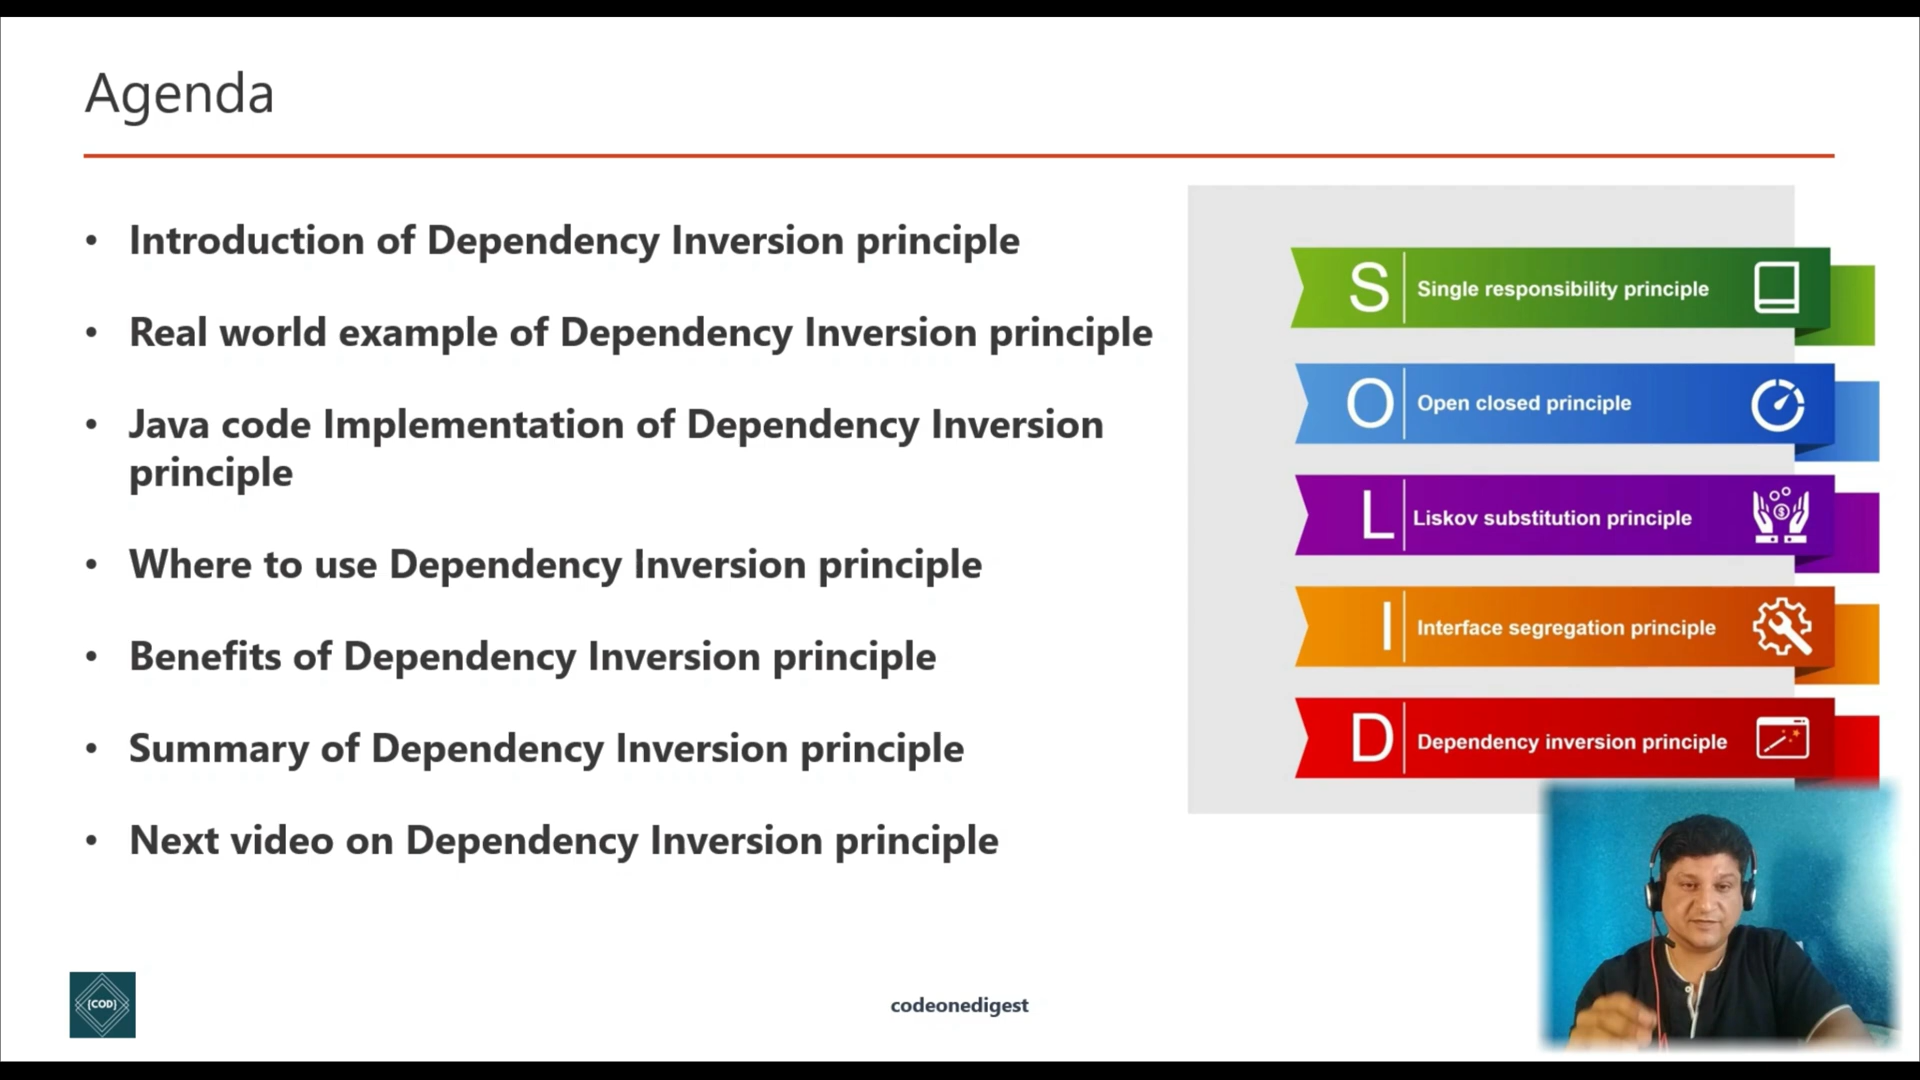 Agenda
• Introduction of Dependency Inversion principle
• Real world example of Dependency Inversion principle
• Java code Implementation of Dependency Inversion
principle
• Where to use Dependency Inversion principle
• Benefits of Dependency Inversion principle
• Summary of Dependency Inversion principle
• Next video on Dependency Inversion principle
S Single responsibility principle
O Open closed principle
L Liskov substitution principle
I Interface segregation principle
D Dependency inversion principle
{COD}
codeonedigest